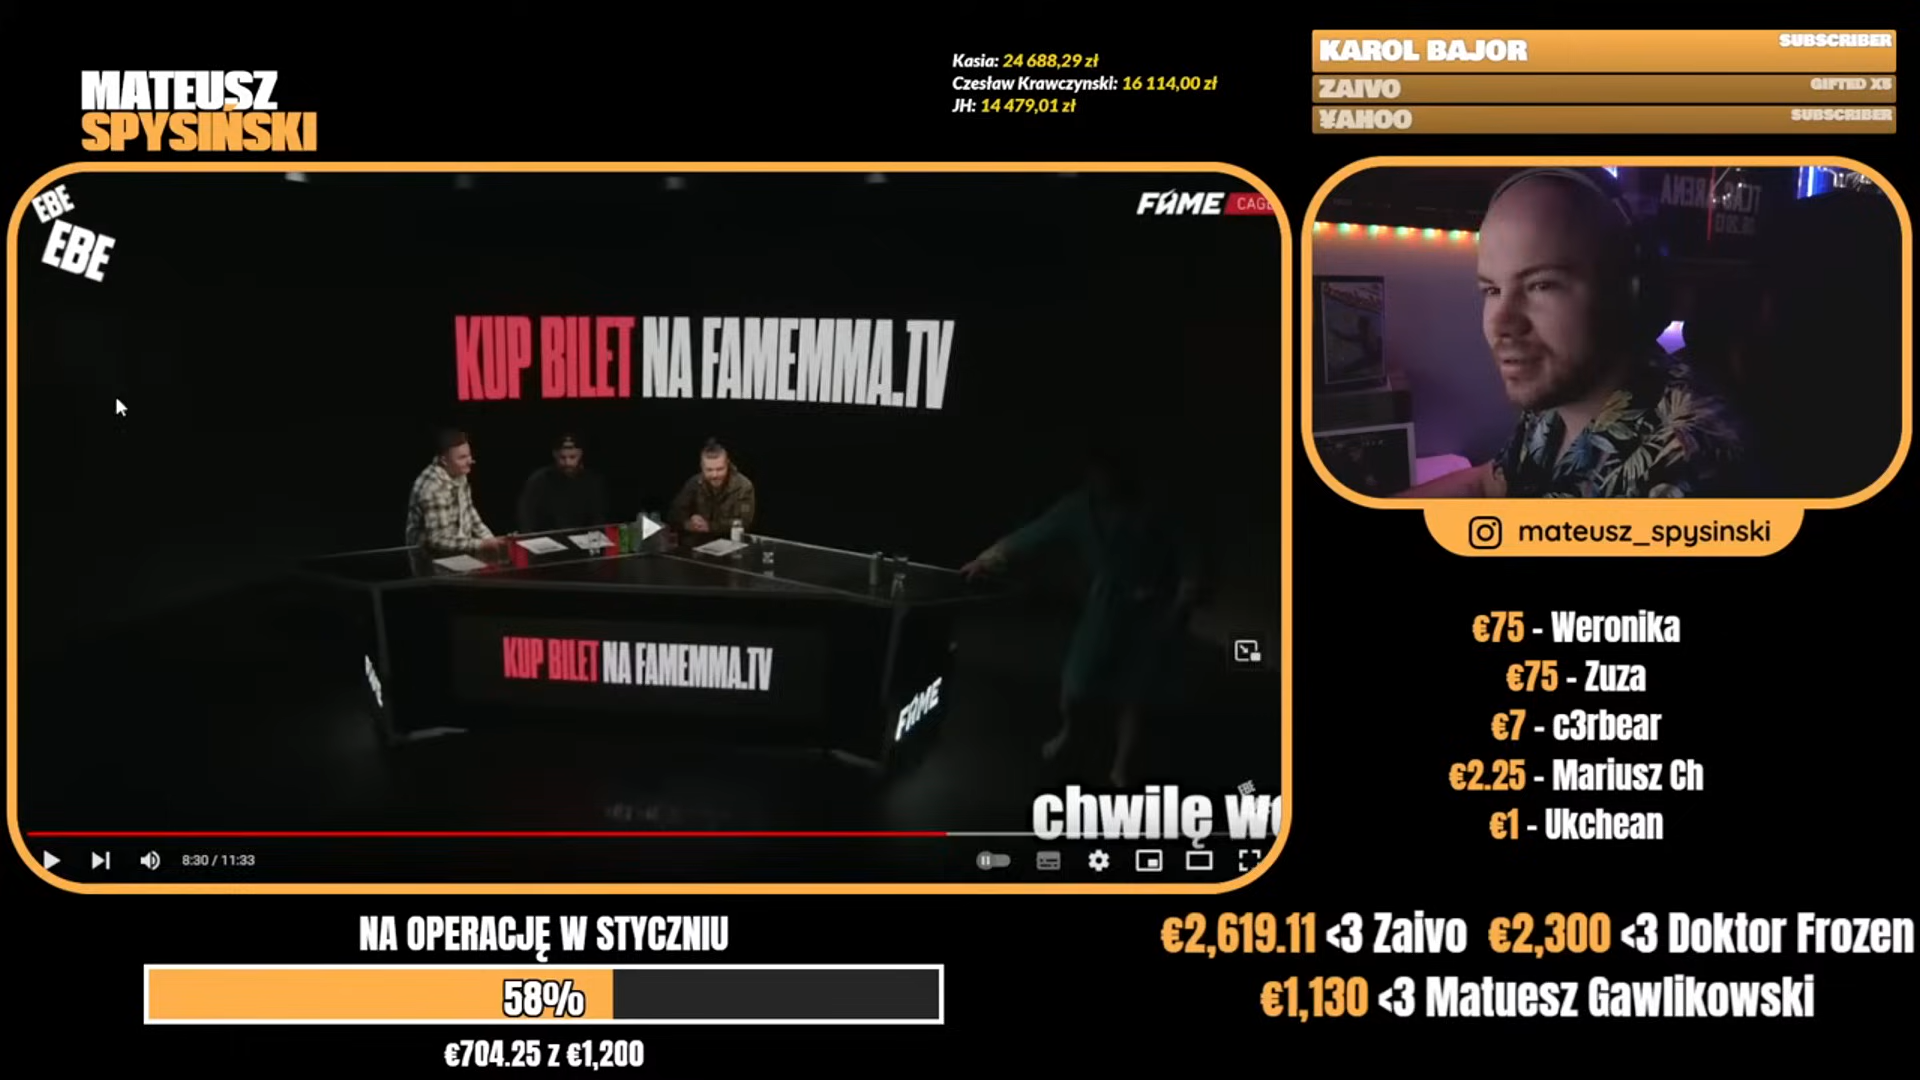 MATEUSZ
SPYSIŃSKI
Kasia: 24 688,29 zł
Czesław Krawczynski: 16 114,00 zł
JH: 14 479,01 zł
KAROL BAJOR SUBSCRIBER
ZAIVO GIFTED X5
¥AHOO SUBSCRIBER
EBE
EBE
FAME CAGE
KUP BILET NA FAMEMMA.TV
KUP BILET NA FAMEMMA.TV
FAME
chwilę
8:30 / 11:33
mateusz_spysinski
€75 - Weronika
€75 - Zuza
€7 - c3rbear
€2.25 - Mariusz Ch
€1 - Ukchean
NA OPERACJĘ W STYCZNIU
58%
€704.25 z €1,200
€2,619.11 <3 Zaivo €2,300 <3 Doktor Frozen
€1,130 <3 Matuesz Gawlikowski